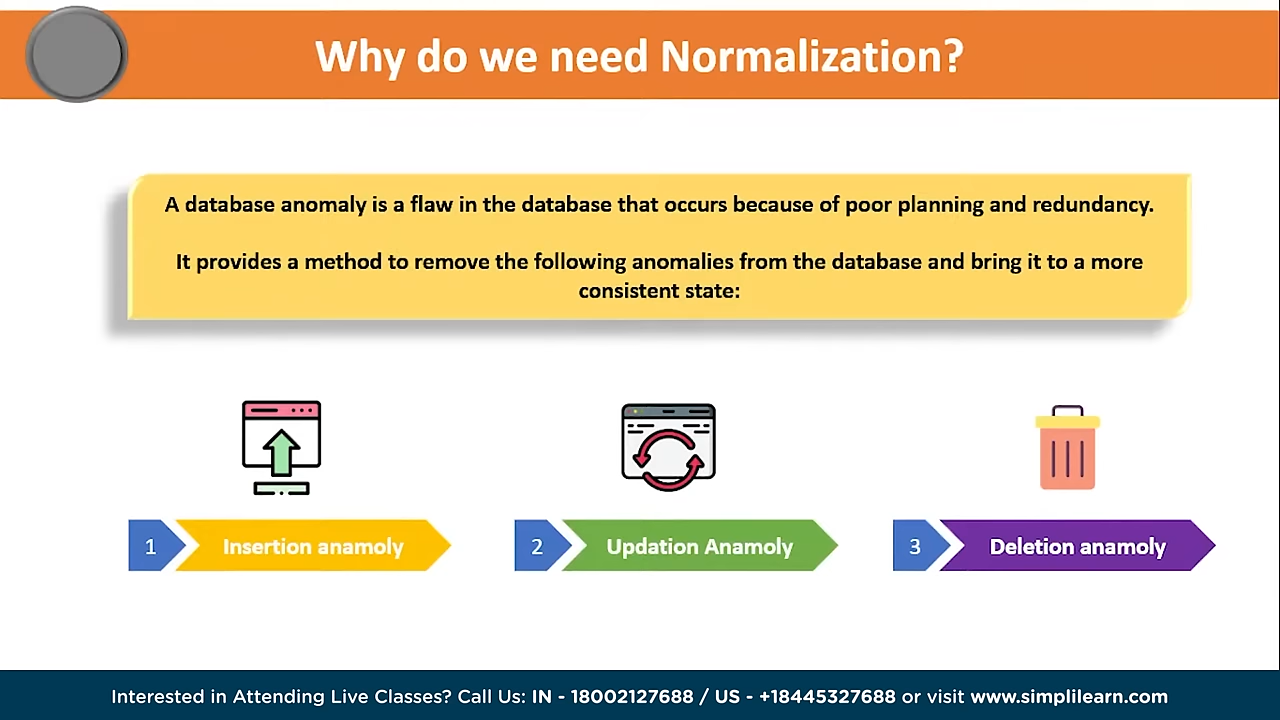 Why do we need Normalization?
A database anomaly is a flaw in the database that occurs because of poor planning and redundancy.
It provides a method to remove the following anomalies from the database and bring it to a more
consistent state:
1 Insertion anamoly
2 Updation Anamoly
3 Deletion anamoly
Interested in Attending Live Classes? Call Us: IN - 18002127688 / US - +18445327688 or visit www.simplilearn.com